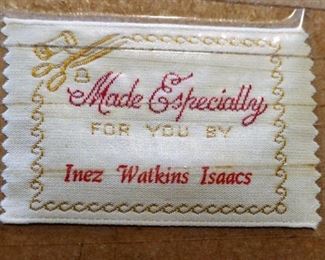 Made Especially
FOR YOU BY
Inez Watkins Isaacs